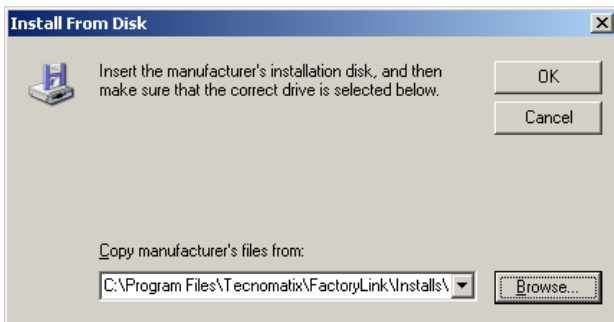 Install From Disk
Insert the manufacturer's installation disk, and then
make sure that the correct drive is selected below.
OK
Cancel
Copy manufacturer's files from:
C:\Program Files\Tecnomatix\FactoryLink\Installs\
Browse...